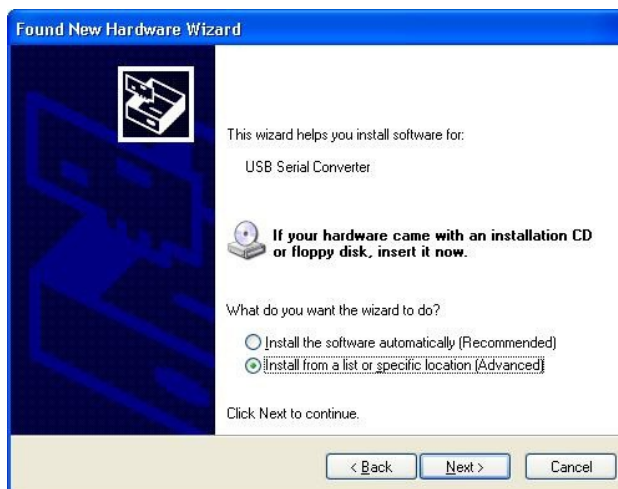 Found New Hardware Wizard
This wizard helps you install software for:
USB Serial Converter
If your hardware came with an installation CD
or floppy disk, insert it now.
What do you want the wizard to do?
Install the software automatically (Recommended)
Install from a list or specific location (Advanced)
Click Next to continue.
< Back Next > Cancel